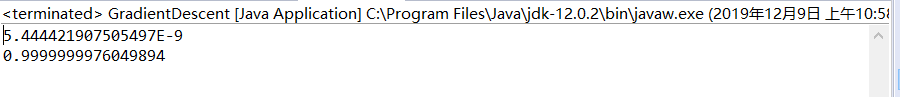 <terminated> GradientDescent [Java Application] C:\Program Files\Java\jdk-12.0.2\bin\javaw.exe (2019年12月9日 上午10:58
5.444421907505497E-9
0.9999999976049894